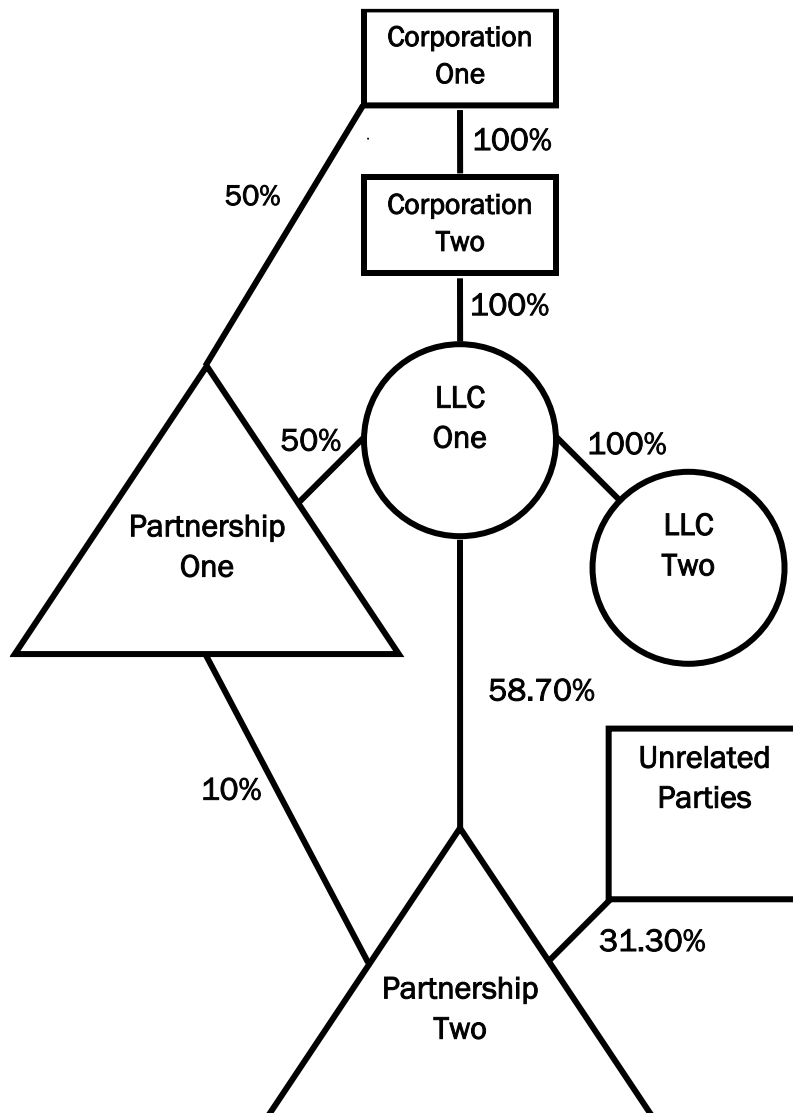 Corporation
One
100%
50%
Corporation
Two
100%
LLC
One
50%
100%
Partnership
One
LLC
Two
58.70%
Unrelated
Parties
10%
31.30%
Partnership
Two